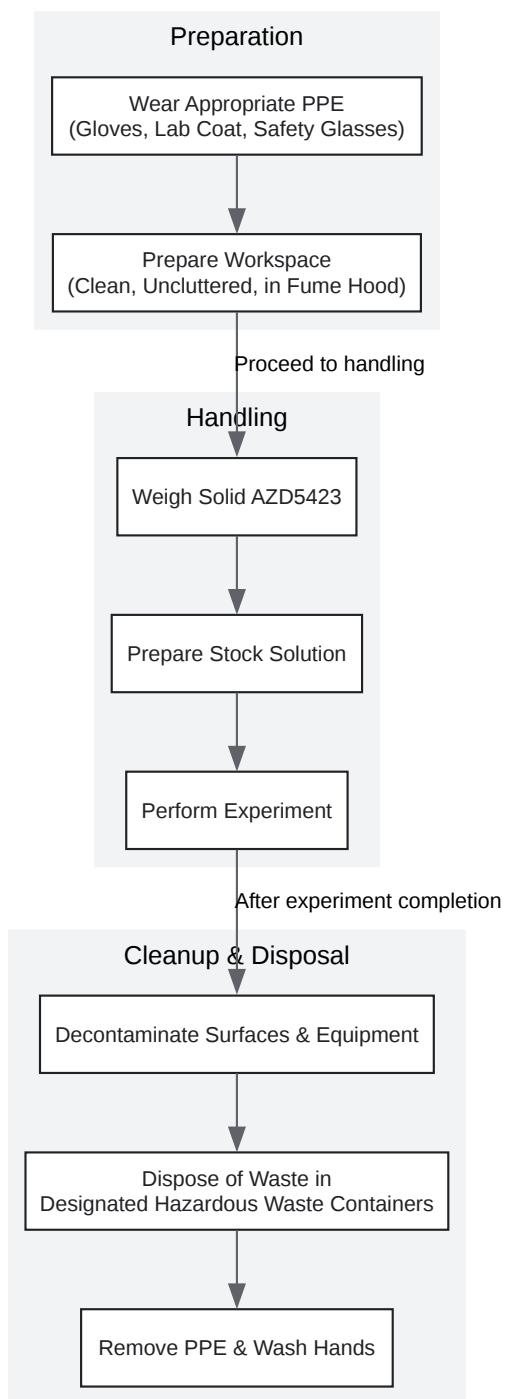 Preparation
Wear Appropriate PPE
(Gloves, Lab Coat, Safety Glasses)
Prepare Workspace
(Clean, Uncluttered, in Fume Hood)
Proceed to handling
Handling
Weigh Solid AZD5423
Prepare Stock Solution
Perform Experiment
After experiment completion
Cleanup & Disposal
Decontaminate Surfaces & Equipment
Dispose of Waste in
Designated Hazardous Waste Containers
Remove PPE & Wash Hands